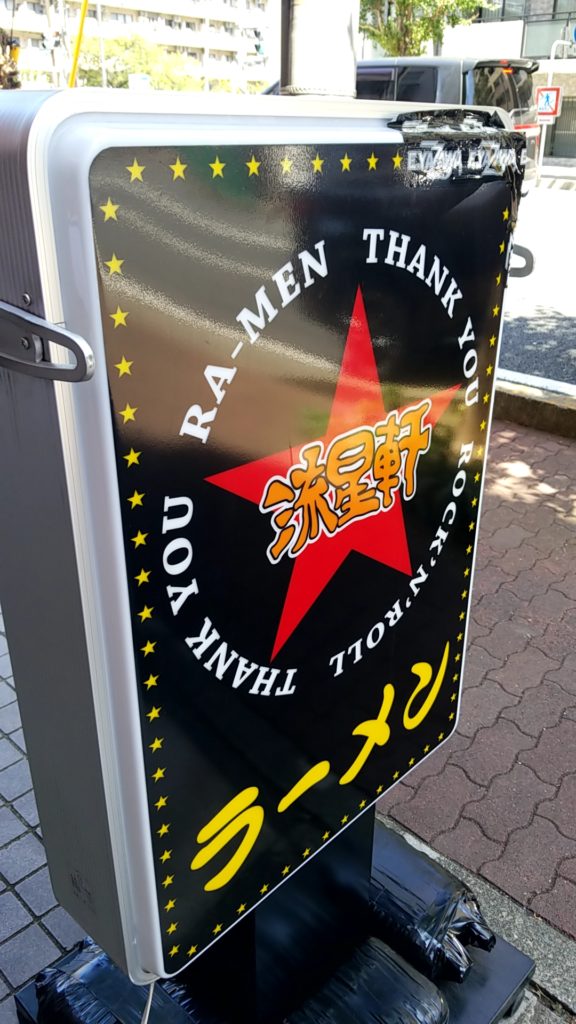 THANK YOU RA-MEN
THANK YOU ROCK'N'ROLL
流星軒
ラーメン